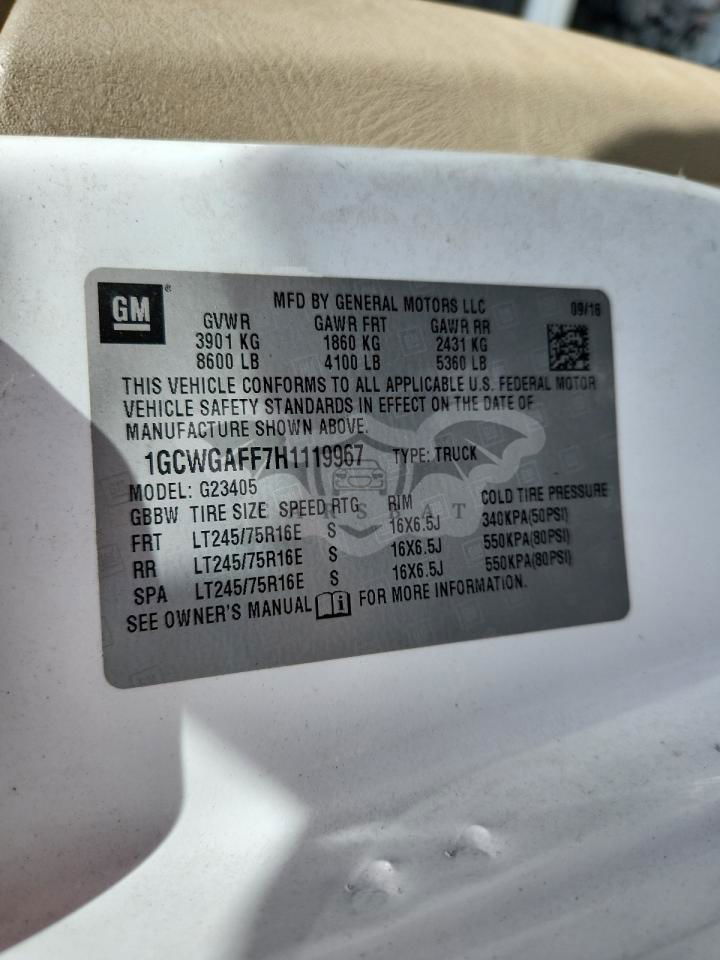 GM ®
MFD BY GENERAL MOTORS LLC 09/16
GVWR GAWR FRT GAWR RR
3901 KG 1860 KG 2431 KG
8600 LB 4100 LB 5360 LB
THIS VEHICLE CONFORMS TO ALL APPLICABLE U.S. FEDERAL MOTOR
VEHICLE SAFETY STANDARDS IN EFFECT ON THE DATE OF
MANUFACTURE SHOWN ABOVE.
1GCWGAFF7H1119967 TYPE: TRUCK
MODEL: G23405
GBBW TIRE SIZE SPEED RTG RIM COLD TIRE PRESSURE
FRT LT245/75R16E S 16X6.5J 340KPA(50PSI)
RR LT245/75R16E S 16X6.5J 550KPA(80PSI)
SPA LT245/75R16E S 16X6.5J 550KPA(80PSI)
SEE OWNER'S MANUAL FOR MORE INFORMATION.